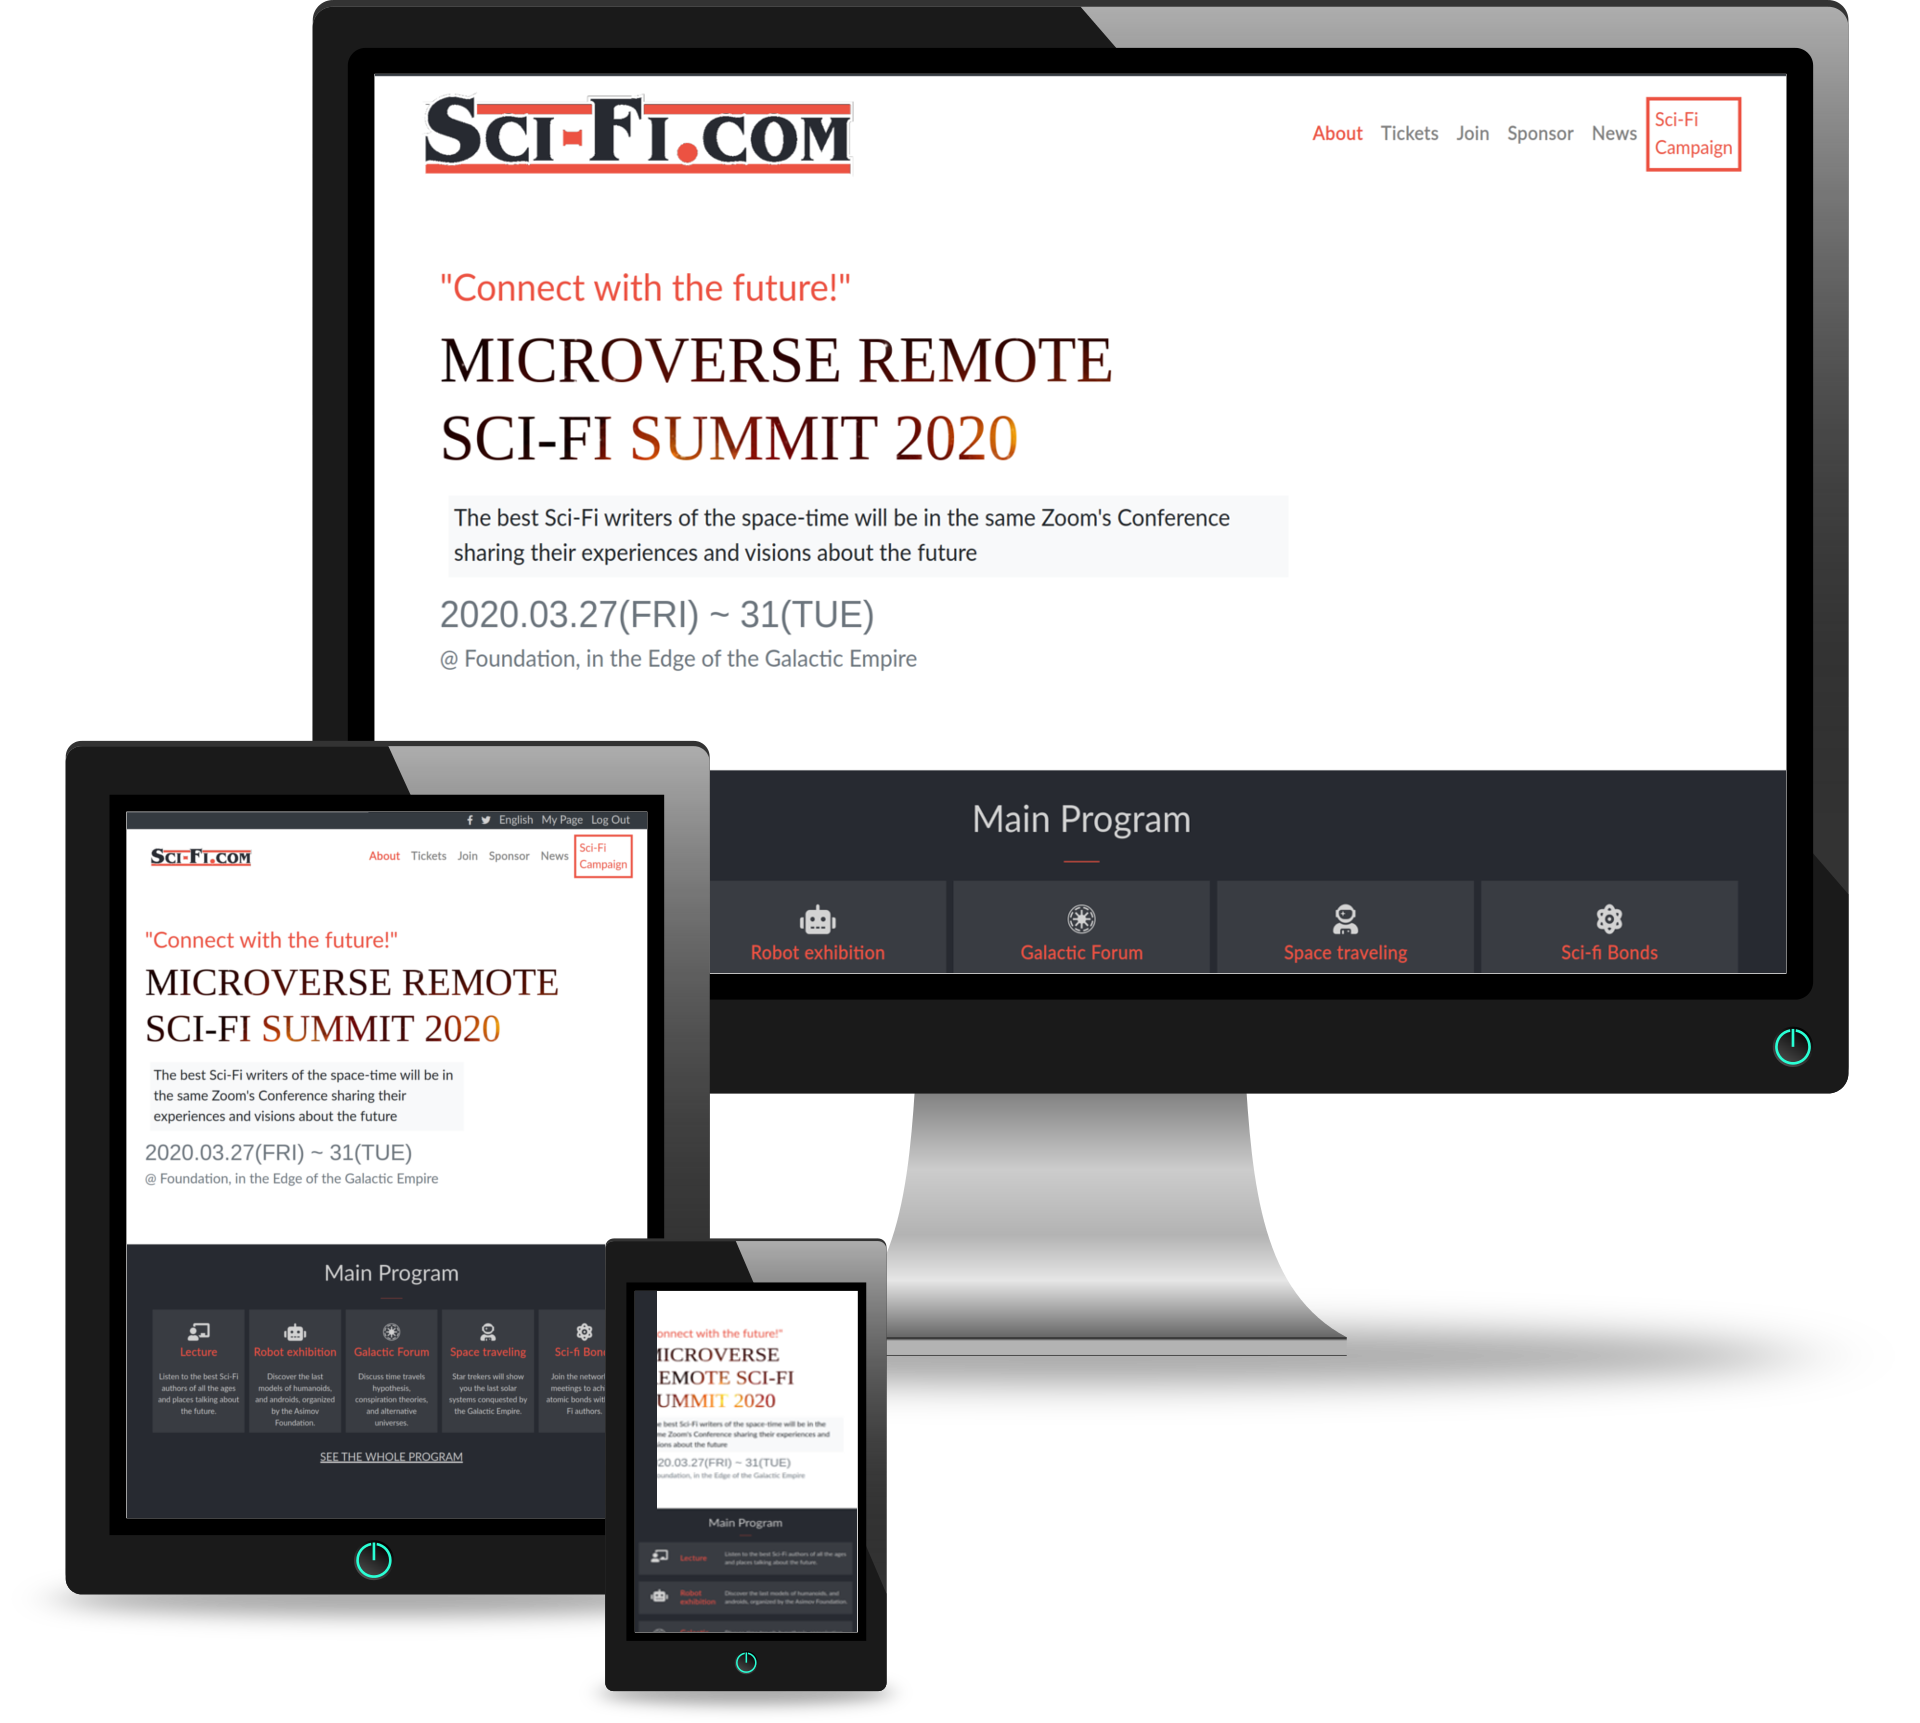 SCI-FI.COM
About Tickets Join Sponsor News Sci-Fi
Campaign
"Connect with the future!"
MICROVERSE REMOTE
SCI-FI SUMMIT 2020
The best Sci-Fi writers of the space-time will be in the same Zoom's Conference
sharing their experiences and visions about the future
2020.03.27(FRI) ~ 31(TUE)
@ Foundation, in the Edge of the Galactic Empire
Main Program
Robot exhibition Galactic Forum Space traveling Sci-fi Bonds
English My Page Log Out
SCI-FI.COM
About Tickets Join Sponsor News Sci-Fi
Campaign
"Connect with the future!"
MICROVERSE REMOTE
SCI-FI SUMMIT 2020
The best Sci-Fi writers of the space-time will be in
the same Zoom's Conference sharing their
experiences and visions about the future
2020.03.27(FRI) ~ 31(TUE)
@ Foundation, in the Edge of the Galactic Empire
Main Program
Lecture
Listen to the best Sci-Fi
authors of all the ages
and places talking about
the future.
Robot exhibition
Discover the last
models of humanoids,
and androids, organized
by the Asimov
Foundation.
Galactic Forum
Discuss time travels
hypothesis,
conspiration theories,
and alternative
universes.
Space traveling
Star trekers will show
you the last solar
systems conquested by
the Galactic Empire.
Sci-fi Bon
Join the networ
meetings to ach
atomic bonds wit
Fi authors.
SEE THE WHOLE PROGRAM
onnect with the future!"
ICROVERSE
EMOTE SCI-FI
UMMIT 2020
e best Sci-Fi writers of the space-time will be in the
me Zoom's Conference sharing their experiences and
ions about the future
20.03.27(FRI) ~ 31(TUE)
oundation, in the Edge of the Galactic Empire
Main Program
Lecture
Listen to the best Sci-Fi authors of all the ages
and places talking about the future.
Robot
exhibition
Discover the last models of humanoids, and
androids, organized by the Asimov Foundation.